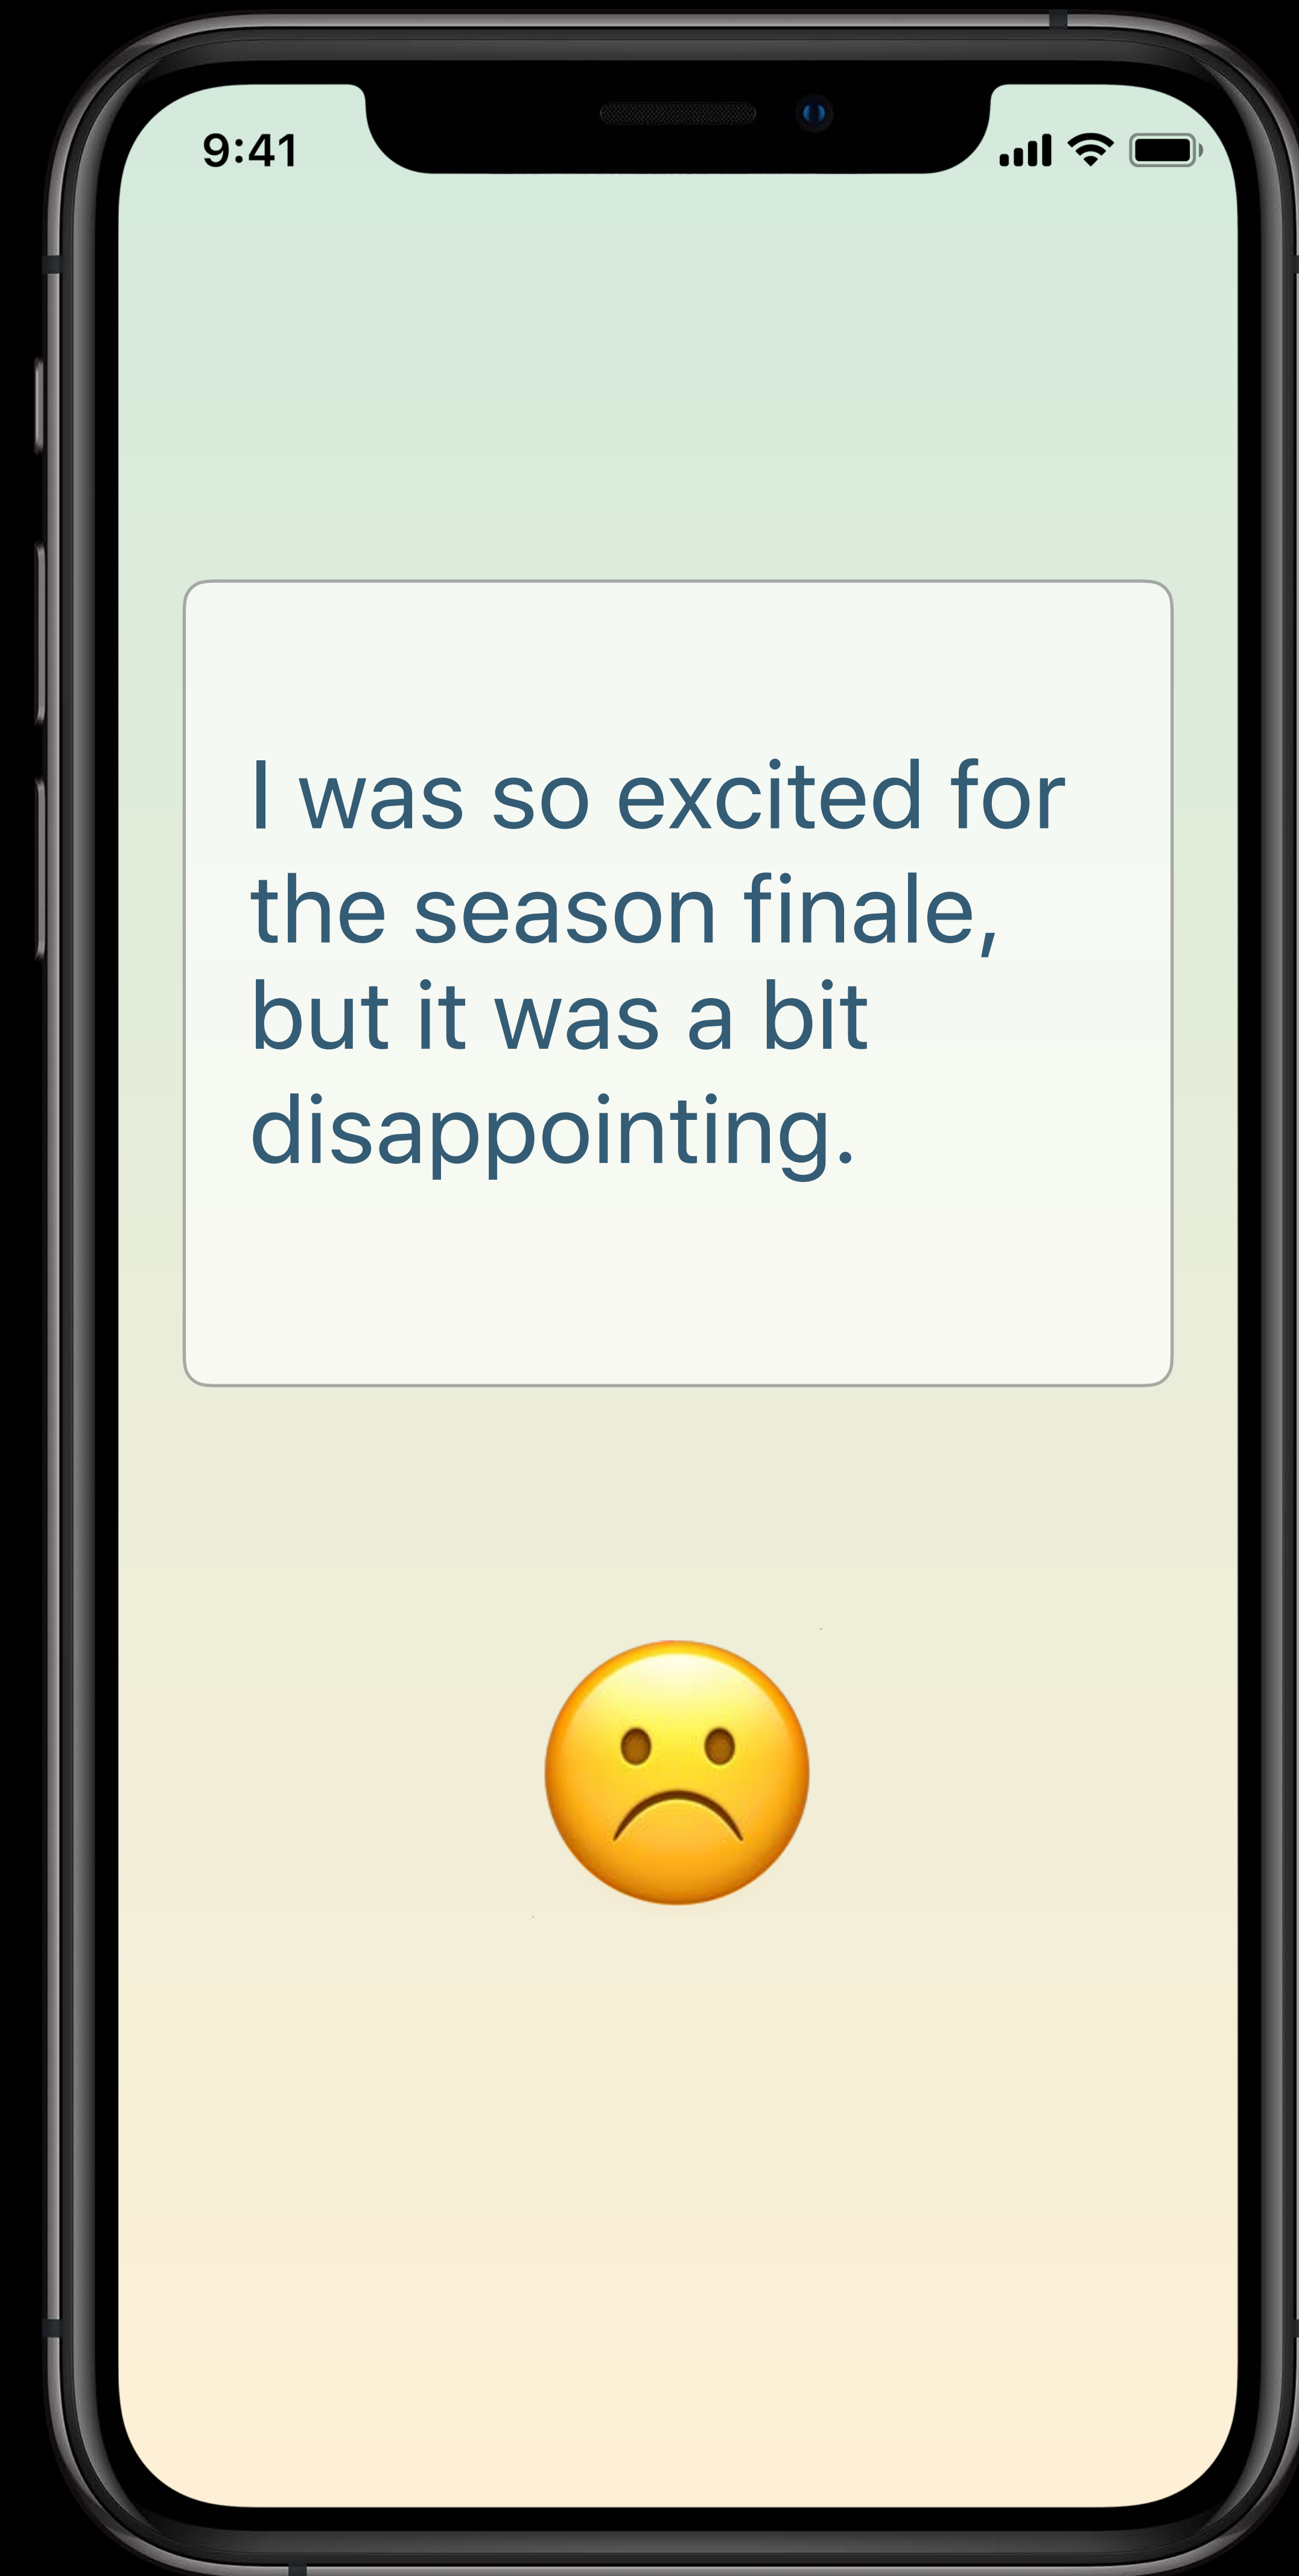 9:41
I was so excited for
the season finale,
but it was a bit
disappointing.